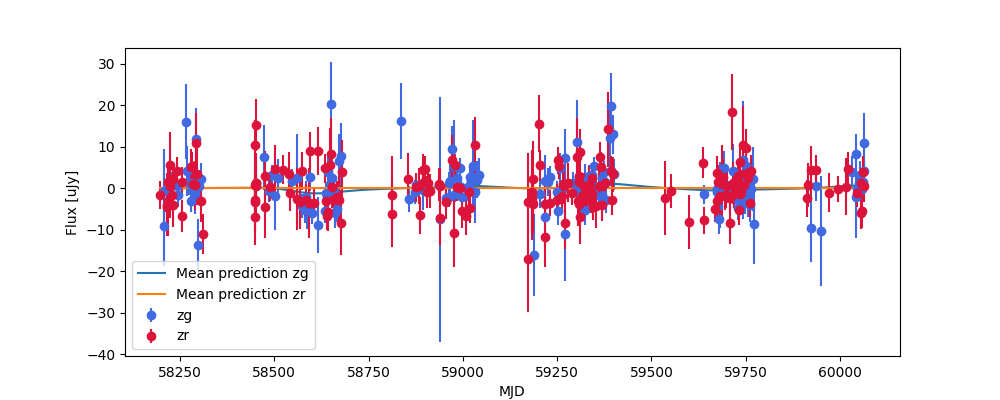 30
20
10
0
−10
−20
−30
−40
Flux [uJy]
Mean prediction zg
Mean prediction zr
zg
zr
58250 58500 58750 59000 59250 59500 59750 60000
MJD